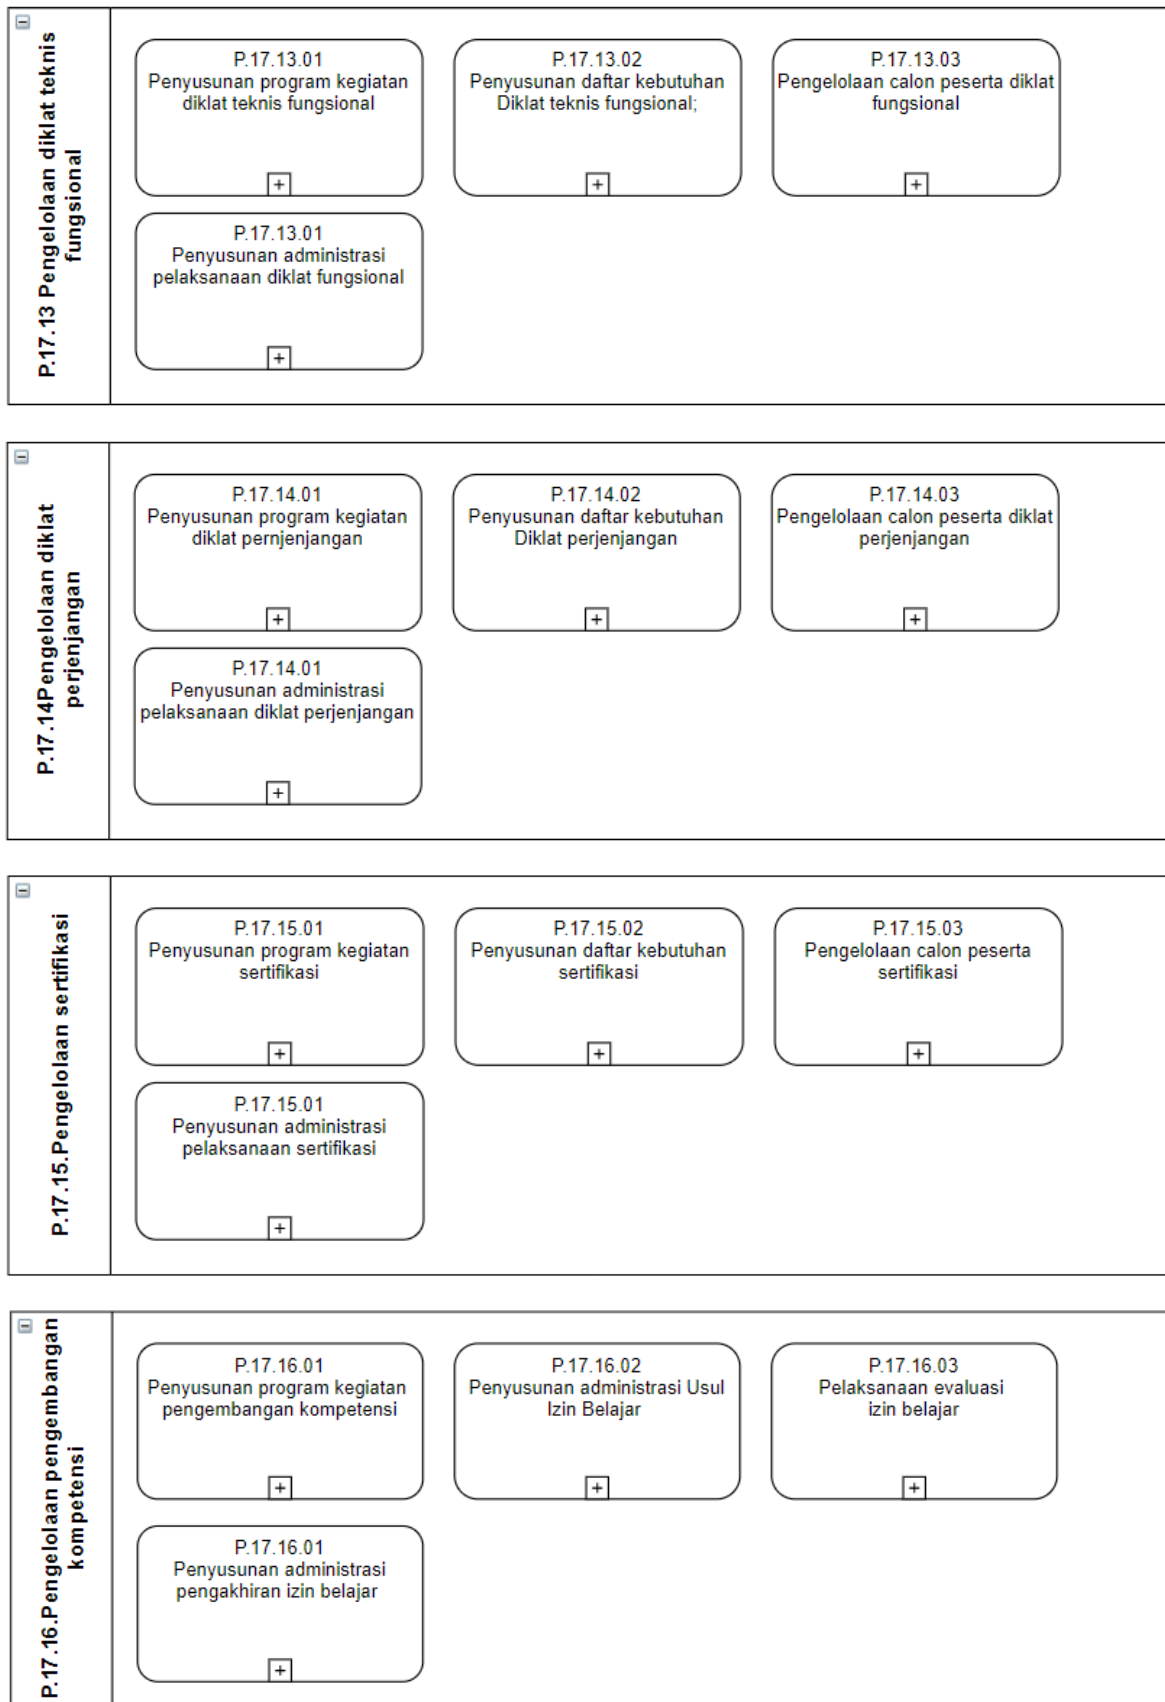 P.17.13 Pengelolaan diklat teknis
fungsional
P.17.13.01
Penyusunan program kegiatan
diklat teknis fungsional
P.17.13.02
Penyusunan daftar kebutuhan
Diklat teknis fungsional;
P.17.13.03
Pengelolaan calon peserta diklat
fungsional
P.17.13.01
Penyusunan administrasi
pelaksanaan diklat fungsional
P.17.14Pengelolaan diklat
perjenjangan
P.17.14.01
Penyusunan program kegiatan
diklat pernjenjangan
P.17.14.02
Penyusunan daftar kebutuhan
Diklat perjenjangan
P.17.14.03
Pengelolaan calon peserta diklat
perjenjangan
P.17.14.01
Penyusunan administrasi
pelaksanaan diklat perjenjangan
P.17.15.Pengelolaan sertifikasi
P.17.15.01
Penyusunan program kegiatan
sertifikasi
P.17.15.02
Penyusunan daftar kebutuhan
sertifikasi
P.17.15.03
Pengelolaan calon peserta
sertifikasi
P.17.15.01
Penyusunan administrasi
pelaksanaan sertifikasi
P.17.16.Pengelolaan pengembangan
kompetensi
P.17.16.01
Penyusunan program kegiatan
pengembangan kompetensi
P.17.16.02
Penyusunan administrasi Usul
Izin Belajar
P.17.16.03
Pelaksanaan evaluasi
izin belajar
P.17.16.01
Penyusunan administrasi
pengakhiran izin belajar